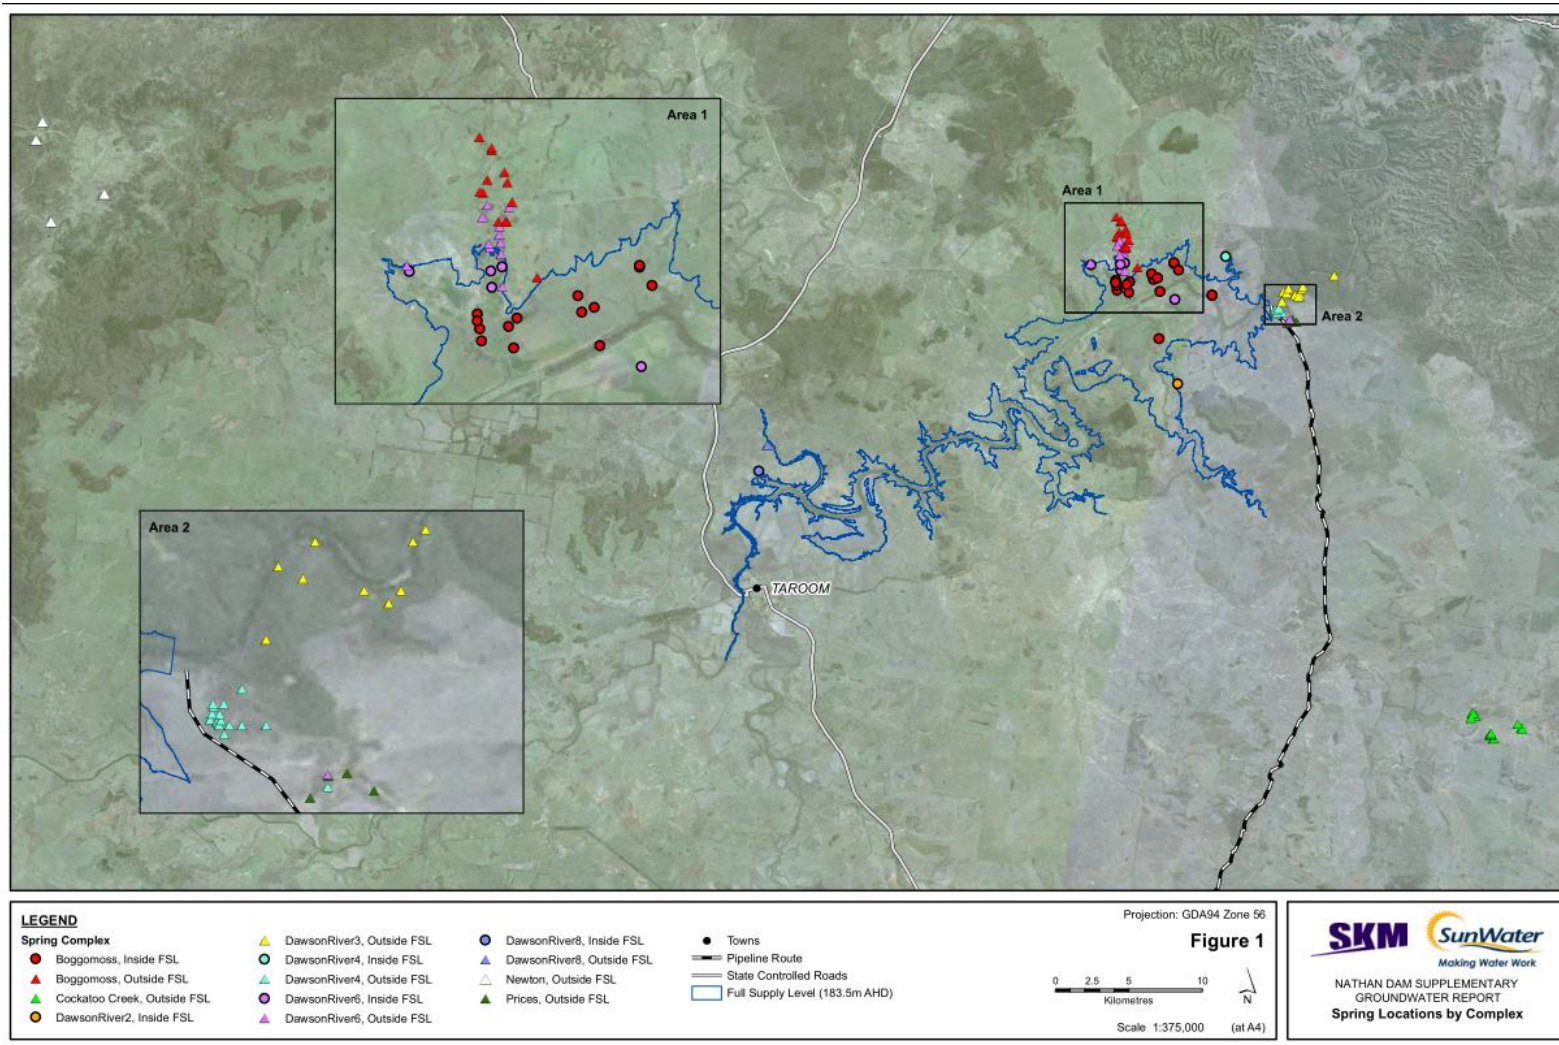 Area 1
Area 1
Area 2
TAROOM
Area 2
LEGEND
Spring Complex
Boggomoss, Inside FSL
Boggomoss, Outside FSL
Cockatoo Creek, Outside FSL
DawsonRiver2, Inside FSL
DawsonRiver3, Outside FSL
DawsonRiver4, Inside FSL
DawsonRiver4, Outside FSL
DawsonRiver6, Inside FSL
DawsonRiver6, Outside FSL
DawsonRiver8, Inside FSL
DawsonRiver8, Outside FSL
Newton, Outside FSL
Prices, Outside FSL
Towns
Pipeline Route
State Controlled Roads
Full Supply Level (183.5m AHD)
Projection: GDA94 Zone 56
Figure 1
0 2.5 5 10
Kilometres
N
Scale 1:375,000 (at A4)
SKM
SunWater
Making Water Work
NATHAN DAM SUPPLEMENTARY
GROUNDWATER REPORT
Spring Locations by Complex